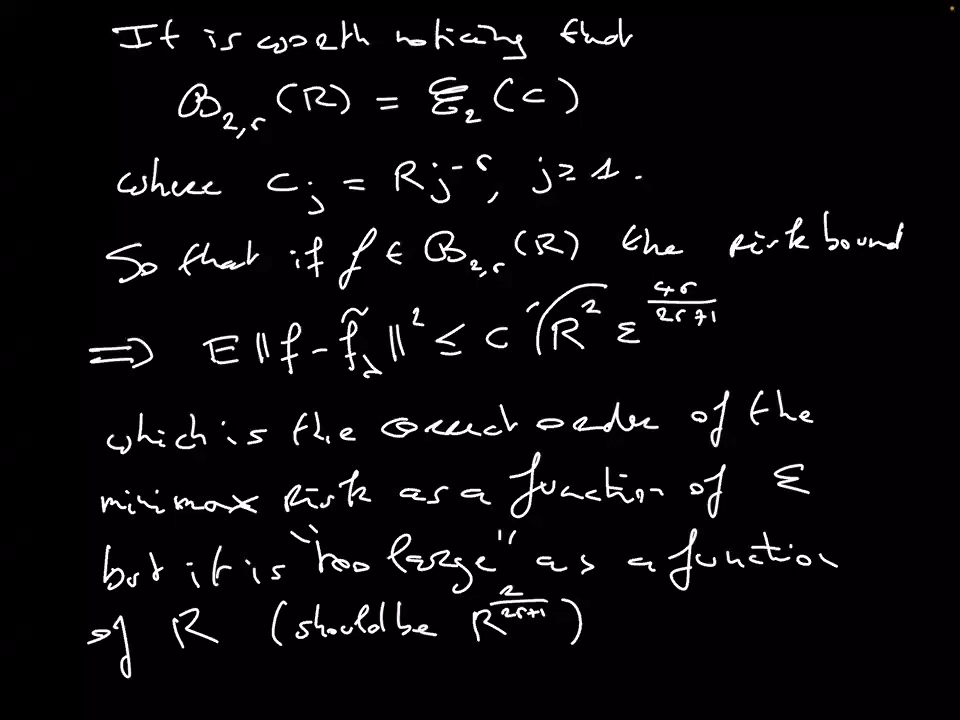 It is worth noticing that
B_{2,r} (R) = E_2 (c)
where c_j = R j^{-r}, j ≥ 1.
So that if f ∈ B_{2,r} (R) the risk bound
⟹ E ‖ f - f̃_λ ‖² ≤ C R² ε^{4r/(2r+1)}
which is the correct order of the
minimax risk as a function of ε
but it is "too large" as a function
of R (should be R^{2/(2r+1)})